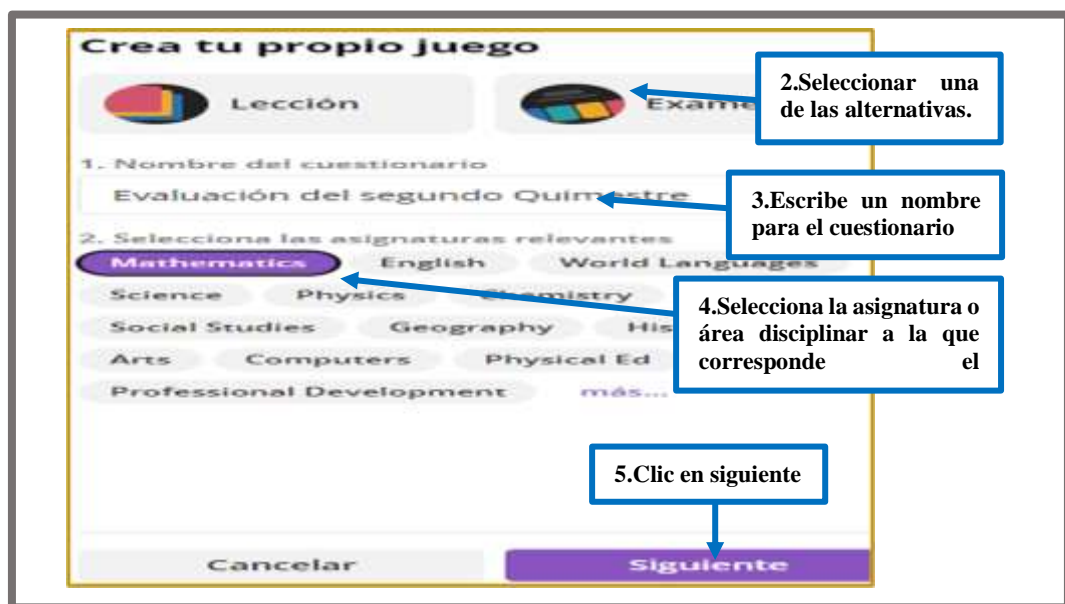 Crea tu propio juego
Lección
Exame
2.Seleccionar una
de las alternativas.
1. Nombre del cuestionario
Evaluación del segundo Quimestre
3.Escribe un nombre
para el cuestionario
2. Selecciona las asignaturas relevantes
Mathematics English World Languages
Science Physics Chemistry
Social Studies Geography His
4.Selecciona la asignatura o
área disciplinar a la que
corresponde el
Arts Computers Physical Ed
Professional Development más...
5.Clic en siguiente
Cancelar Siguiente